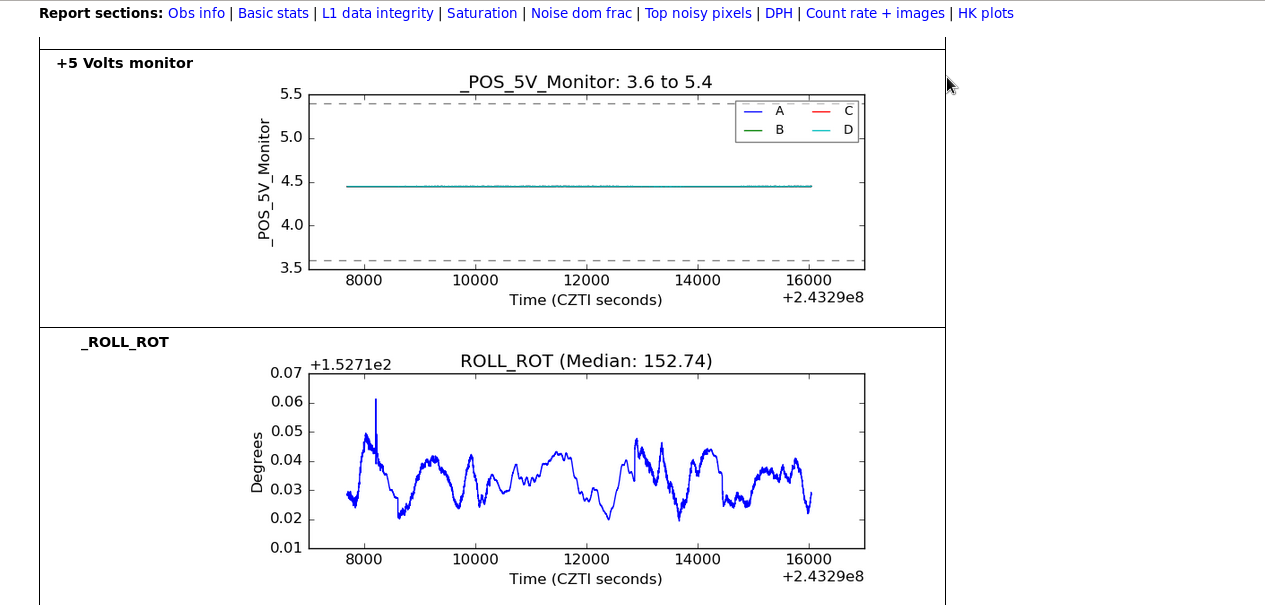 Report sections: Obs info | Basic stats | L1 data integrity | Saturation | Noise dom frac | Top noisy pixels | DPH | Count rate + images | HK plots
+5 Volts monitor
_POS_5V_Monitor: 3.6 to 5.4
5.5
5.0
4.5
4.0
3.5
_POS_5V_Monitor
A C
B D
8000 10000 12000 14000 16000
Time (CZTI seconds)
+2.4329e8
_ROLL_ROT
+1.5271e2
ROLL_ROT (Median: 152.74)
0.07
0.06
0.05
0.04
0.03
0.02
0.01
Degrees
8000 10000 12000 14000 16000
Time (CZTI seconds)
+2.4329e8